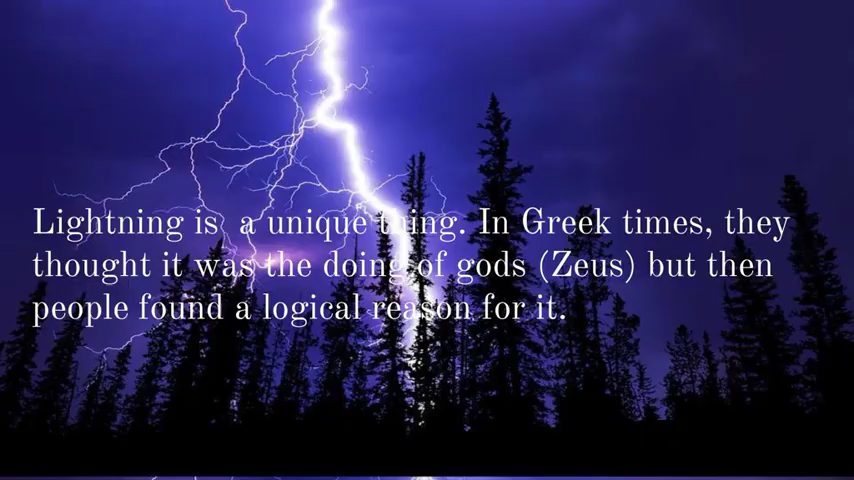 Lightning is  a unique thing. In Greek times, they
thought it was the doing of gods (Zeus) but then
people found a logical reason for it.